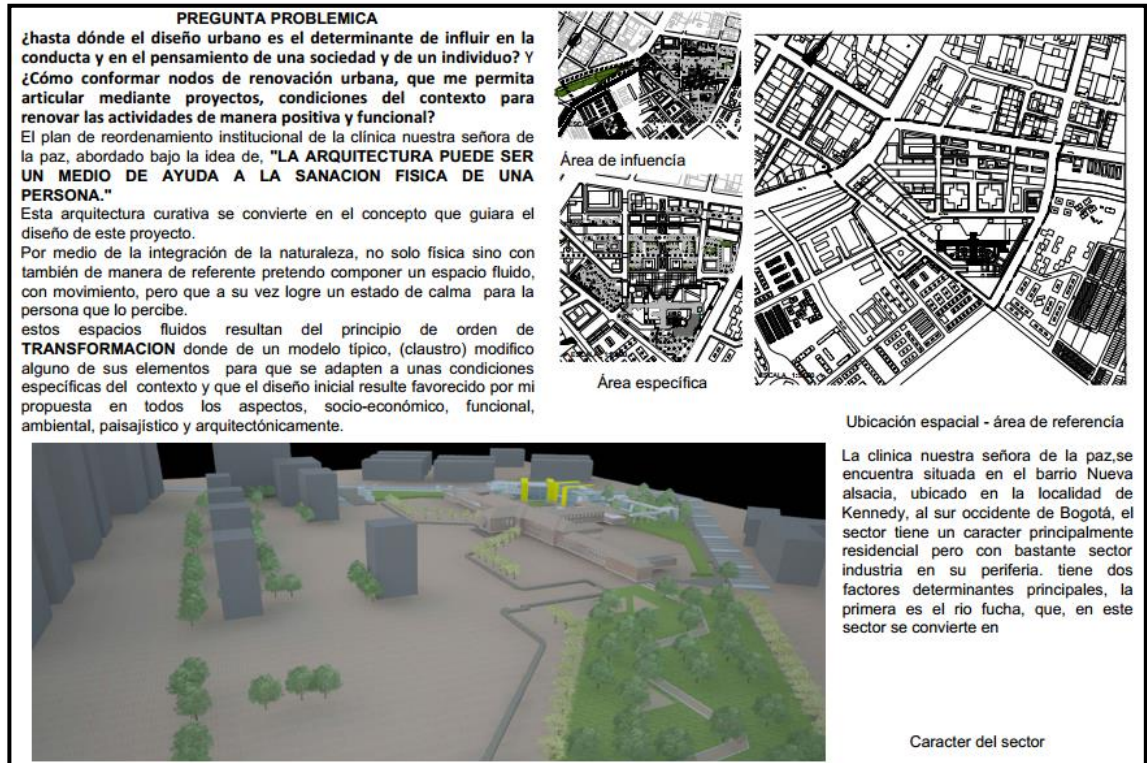 PREGUNTA PROBLEMICA
¿hasta dónde el diseño urbano es el determinante de influir en la
conducta y en el pensamiento de una sociedad y de un individuo? Y
¿Cómo conformar nodos de renovación urbana, que me permita
articular mediante proyectos, condiciones del contexto para
renovar las actividades de manera positiva y funcional?
El plan de reordenamiento institucional de la clínica nuestra señora de
la paz, abordado bajo la idea de, "LA ARQUITECTURA PUEDE SER
UN MEDIO DE AYUDA A LA SANACION FISICA DE UNA
PERSONA."
Esta arquitectura curativa se convierte en el concepto que guiara el
diseño de este proyecto.
Por medio de la integración de la naturaleza, no solo física sino con
también de manera de referente pretendo componer un espacio fluido,
con movimiento, pero que a su vez logre un estado de calma para la
persona que lo percibe.
estos espacios fluidos resultan del principio de orden de
TRANSFORMACION donde de un modelo típico, (claustro) modifico
alguno de sus elementos para que se adapten a unas condiciones
específicas del contexto y que el diseño inicial resulte favorecido por mi
propuesta en todos los aspectos, socio-económico, funcional,
ambiental, paisajístico y arquitectónicamente.
Área de infuencía
Área específica
Ubicación espacial - área de referencía
La clinica nuestra señora de la paz,se
encuentra situada en el barrio Nueva
alsacia, ubicado en la localidad de
Kennedy, al sur occidente de Bogotá, el
sector tiene un caracter principalmente
residencial pero con bastante sector
industria en su periferia. tiene dos
factores determinantes principales, la
primera es el rio fucha, que, en este
sector se convierte en
Caracter del sector